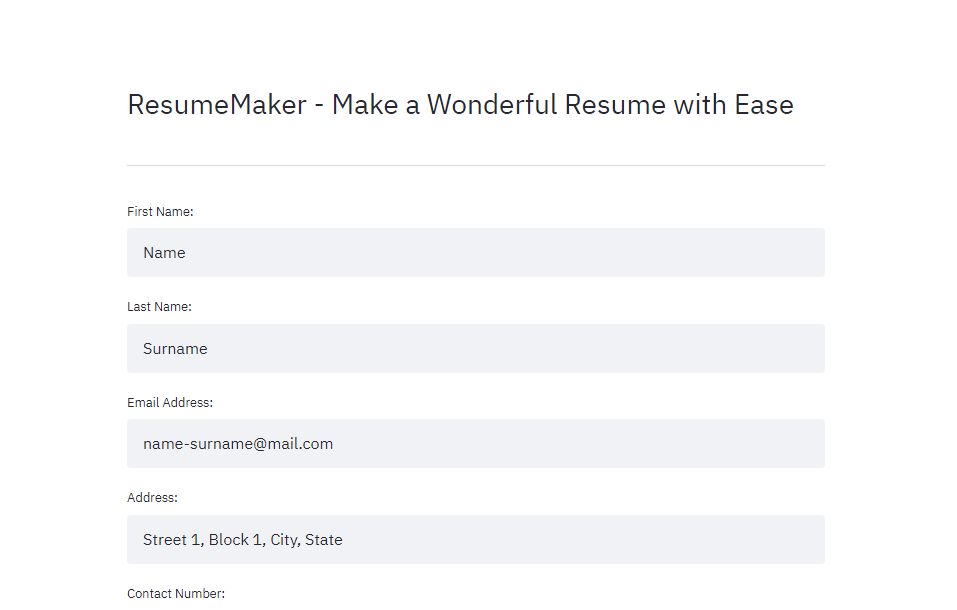 ResumeMaker - Make a Wonderful Resume with Ease
First Name:
Name
Last Name:
Surname
Email Address:
name-surname@mail.com
Address:
Street 1, Block 1, City, State
Contact Number: